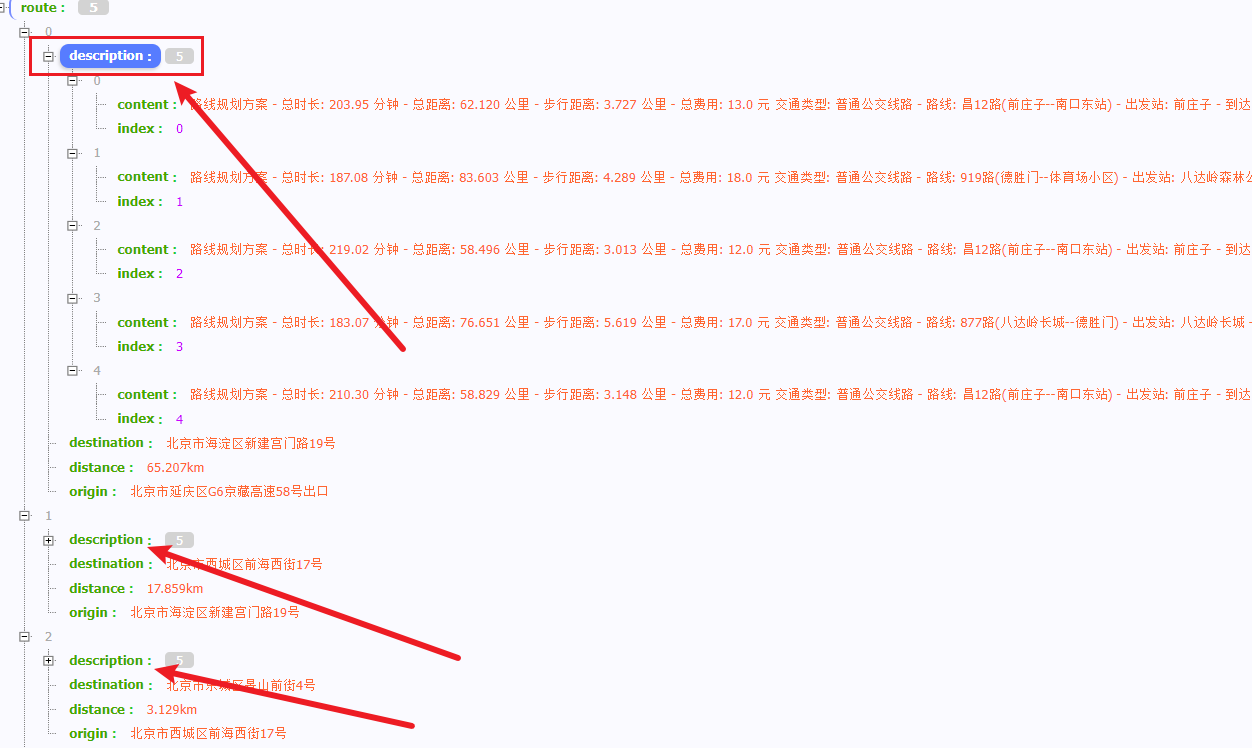 route : 5
0
description : 5
0
content : 路线规划方案 - 总时长: 203.95 分钟 - 总距离: 62.120 公里 - 步行距离: 3.727 公里 - 总费用: 13.0 元 交通类型: 普通公交线路 - 路线: 昌12路(前庄子--南口东站) - 出发站: 前庄子 - 到达
index : 0
1
content : 路线规划方案 - 总时长: 187.08 分钟 - 总距离: 83.603 公里 - 步行距离: 4.289 公里 - 总费用: 18.0 元 交通类型: 普通公交线路 - 路线: 919路(德胜门--体育场小区) - 出发站: 八达岭森林公
index : 1
2
content : 路线规划方案 - 总时长: 219.02 分钟 - 总距离: 58.496 公里 - 步行距离: 3.013 公里 - 总费用: 12.0 元 交通类型: 普通公交线路 - 路线: 昌12路(前庄子--南口东站) - 出发站: 前庄子 - 到达
index : 2
3
content : 路线规划方案 - 总时长: 183.07 分钟 - 总距离: 76.651 公里 - 步行距离: 5.619 公里 - 总费用: 17.0 元 交通类型: 普通公交线路 - 路线: 877路(八达岭长城--德胜门) - 出发站: 八达岭长城 -
index : 3
4
content : 路线规划方案 - 总时长: 210.30 分钟 - 总距离: 58.829 公里 - 步行距离: 3.148 公里 - 总费用: 12.0 元 交通类型: 普通公交线路 - 路线: 昌12路(前庄子--南口东站) - 出发站: 前庄子 - 到达
index : 4
destination : 北京市海淀区新建宫门路19号
distance : 65.207km
origin : 北京市延庆区G6京藏高速58号出口
1
description : 5
destination : 北京市西城区前海西街17号
distance : 17.859km
origin : 北京市海淀区新建宫门路19号
2
description : 5
destination : 北京市东城区景山前街4号
distance : 3.129km
origin : 北京市西城区前海西街17号